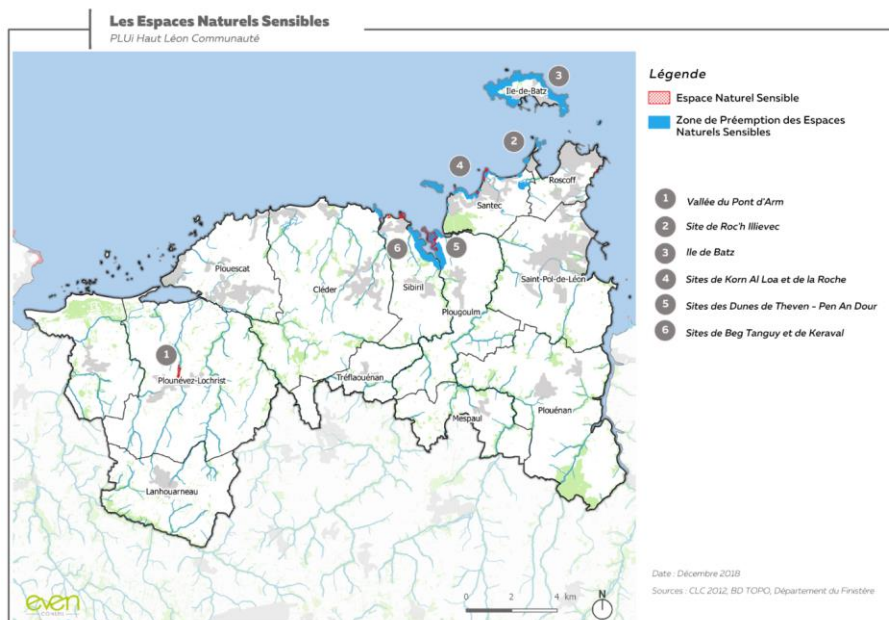 Les Espaces Naturels Sensibles
PLUi Haut Léon Communauté
3
Ile-de-Batz
2
4
Roscoff
Santec
6
5
Plouescat
Cléder
Sibiril
Saint-Pol-de-Léon
Plougoulm
1
Plounévez-Lochrist
Tréflaouénan
Mespaul
Plouénan
Lanhouarneau
even
0 2 4 km
N
Légende
Espace Naturel Sensible
Zone de Préemption des Espaces
Naturels Sensibles
1 Vallée du Pont d'Arm
2 Site de Roc'h Illievec
3 Ile de Batz
4 Sites de Korn Al Loa et de la Roche
5 Sites des Dunes de Theven - Pen An Dour
6 Sites de Beg Tanguy et de Keraval
Date : Décembre 2018
Sources : CLC 2012, BD TOPO, Département du Finistère